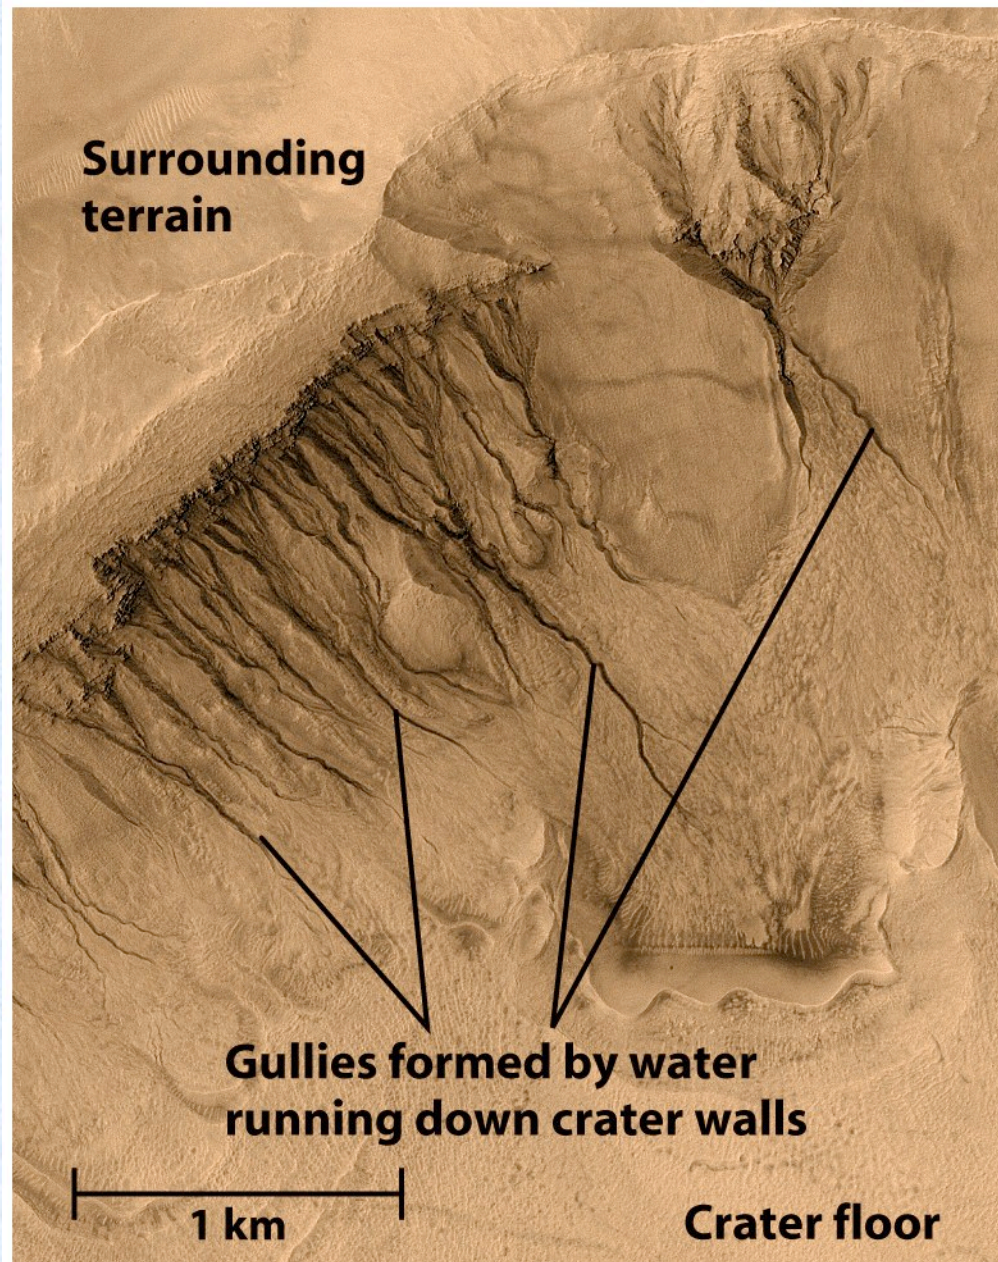 Surrounding
terrain
Gullies formed by water
running down crater walls
1 km
Crater floor